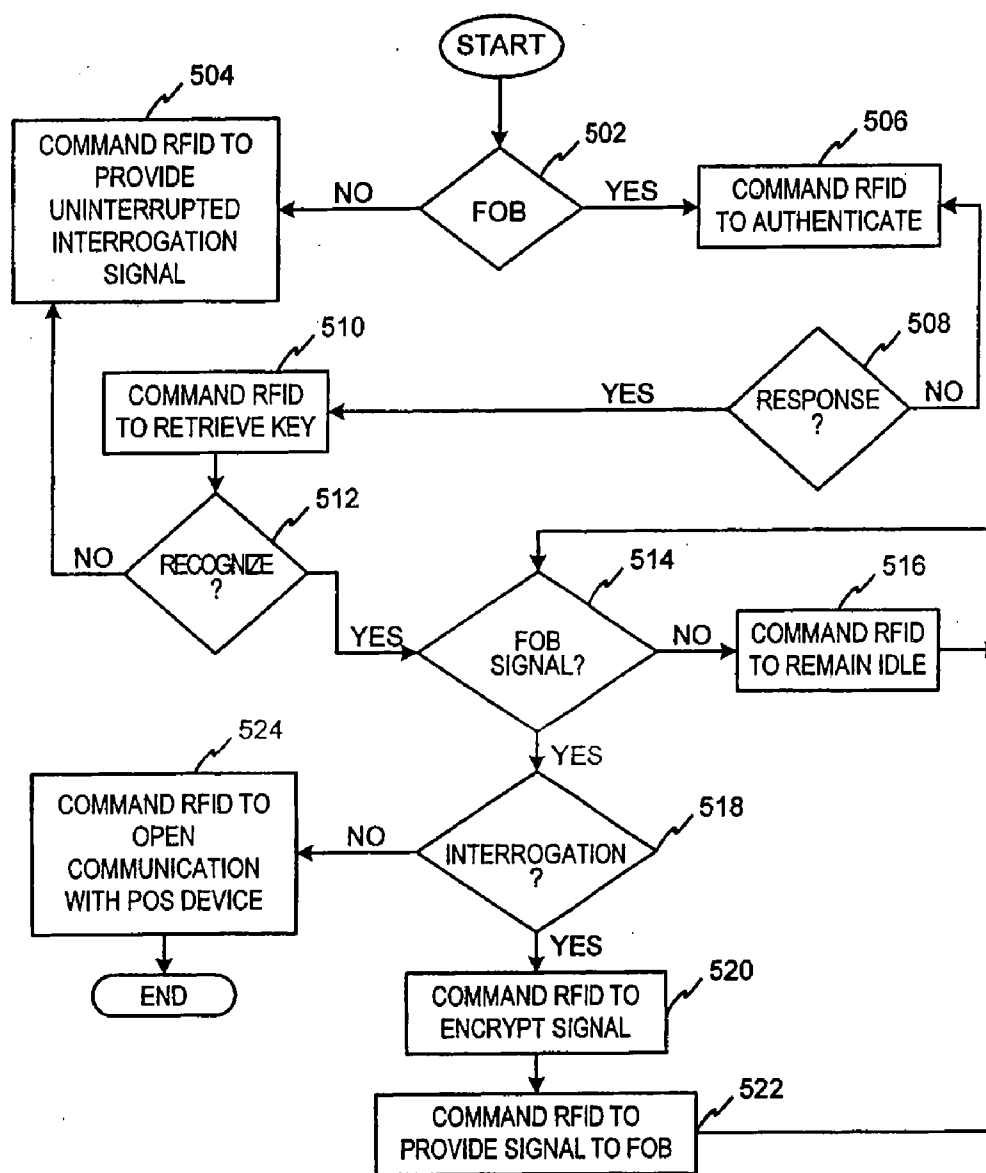 START
504
502
506
COMMAND RFID TO
PROVIDE
UNINTERRUPTED
INTERROGATION
SIGNAL
NO
FOB
YES
COMMAND RFID
TO AUTHENTICATE
510
508
COMMAND RFID
TO RETRIEVE KEY
YES
RESPONSE
?
NO
512
NO
RECOGNIZE
?
YES
514
FOB
SIGNAL?
NO
516
COMMAND RFID
TO REMAIN IDLE
YES
524
COMMAND RFID TO
OPEN
COMMUNICATION
WITH POS DEVICE
NO
INTERROGATION
?
518
YES
END
520
COMMAND RFID TO
ENCRYPT SIGNAL
522
COMMAND RFID TO
PROVIDE SIGNAL TO FOB